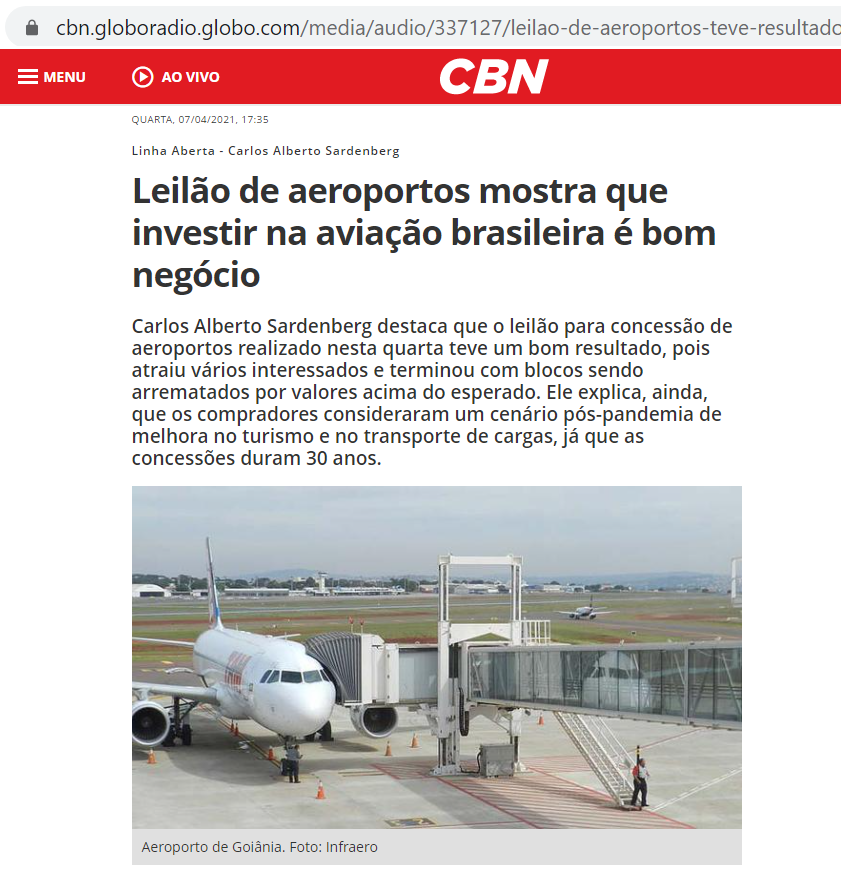 cbn.globoradio.globo.com/media/audio/337127/leilao-de-aeroportos-teve-resultado
MENU
AO VIVO
CBN
QUARTA, 07/04/2021, 17:35
Linha Aberta - Carlos Alberto Sardenberg
Leilão de aeroportos mostra que
investir na aviação brasileira é bom
negócio
Carlos Alberto Sardenberg destaca que o leilão para concessão de
aeroportos realizado nesta quarta teve um bom resultado, pois
atraiu vários interessados e terminou com blocos sendo
arrematados por valores acima do esperado. Ele explica, ainda,
que os compradores consideraram um cenário pós-pandemia de
melhora no turismo e no transporte de cargas, já que as
concessões duram 30 anos.
TAM
Aeroporto de Goiânia. Foto: Infraero